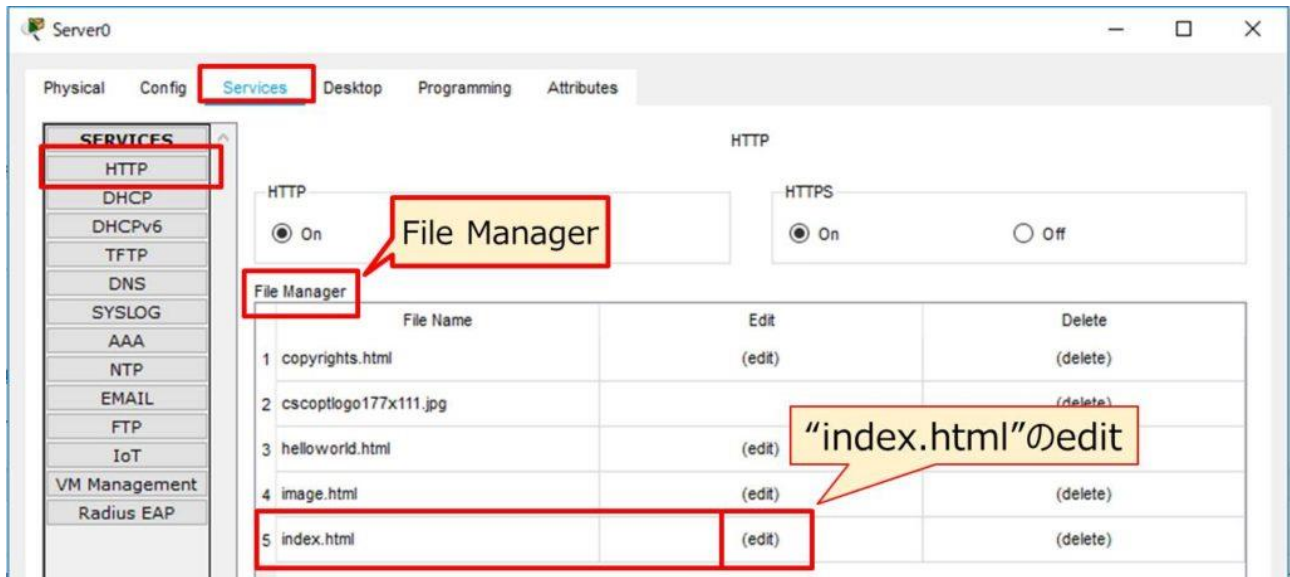 Server0
Physical Config Services Desktop Programming Attributes
SERVICES
HTTP
DHCP
DHCPv6
TFTP
DNS
SYSLOG
AAA
NTP
EMAIL
FTP
IoT
VM Management
Radius EAP
HTTP
HTTP
On
HTTPS
On Off
File Manager
File Manager
File Name Edit Delete
1 copyrights.html (edit) (delete)
2 cscoptlogo177x111.jpg (delete)
3 helloworld.html (edit)
“index.html”のedit
4 image.html (edit) (delete)
5 index.html (edit) (delete)